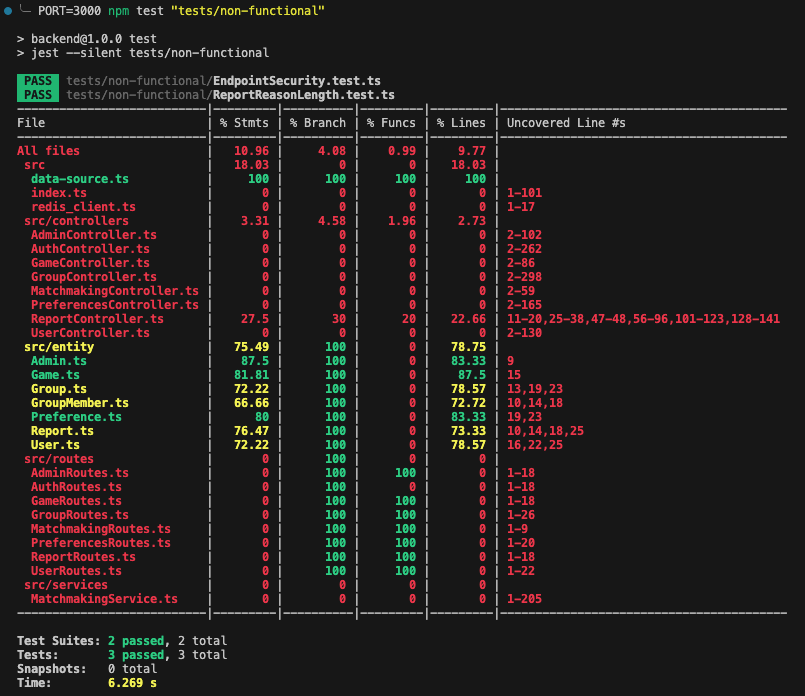 PORT=3000 npm test "tests/non-functional"
> backend@1.0.0 test
> jest --silent tests/non-functional
PASS tests/non-functional/EndpointSecurity.test.ts
PASS tests/non-functional/ReportReasonLength.test.ts
File | % Stmts | % Branch | % Funcs | % Lines | Uncovered Line #s
All files | 10.96 | 4.08 | 0.99 | 9.77 |
src | 18.03 | 0 | 0 | 18.03 |
data-source.ts | 100 | 100 | 100 | 100 |
index.ts | 0 | 0 | 0 | 0 | 1-101
redis_client.ts | 0 | 0 | 0 | 0 | 1-17
src/controllers | 3.31 | 4.58 | 1.96 | 2.73 |
AdminController.ts | 0 | 0 | 0 | 0 | 2-102
AuthController.ts | 0 | 0 | 0 | 0 | 2-262
GameController.ts | 0 | 0 | 0 | 0 | 2-86
GroupController.ts | 0 | 0 | 0 | 0 | 2-298
MatchmakingController.ts | 0 | 0 | 0 | 0 | 2-59
PreferencesController.ts | 0 | 0 | 0 | 0 | 2-165
ReportController.ts | 27.5 | 30 | 20 | 22.66 | 11-20,25-38,47-48,56-96,101-123,128-141
UserController.ts | 0 | 0 | 0 | 0 | 2-130
src/entity | 75.49 | 100 | 0 | 78.75 |
Admin.ts | 87.5 | 100 | 0 | 83.33 | 9
Game.ts | 81.81 | 100 | 0 | 87.5 | 15
Group.ts | 72.22 | 100 | 0 | 78.57 | 13,19,23
GroupMember.ts | 66.66 | 100 | 0 | 72.72 | 10,14,18
Preference.ts | 80 | 100 | 0 | 83.33 | 19,23
Report.ts | 76.47 | 100 | 0 | 73.33 | 10,14,18,25
User.ts | 72.22 | 100 | 0 | 78.57 | 16,22,25
src/routes | 0 | 100 | 0 | 0 |
AdminRoutes.ts | 0 | 100 | 100 | 0 | 1-18
AuthRoutes.ts | 0 | 100 | 0 | 0 | 1-18
GameRoutes.ts | 0 | 100 | 100 | 0 | 1-18
GroupRoutes.ts | 0 | 100 | 100 | 0 | 1-26
MatchmakingRoutes.ts | 0 | 100 | 100 | 0 | 1-9
PreferencesRoutes.ts | 0 | 100 | 100 | 0 | 1-20
ReportRoutes.ts | 0 | 100 | 100 | 0 | 1-18
UserRoutes.ts | 0 | 100 | 100 | 0 | 1-22
src/services | 0 | 0 | 0 | 0 |
MatchmakingService.ts | 0 | 0 | 0 | 0 | 1-205
Test Suites: 2 passed, 2 total
Tests: 3 passed, 3 total
Snapshots: 0 total
Time: 6.269 s